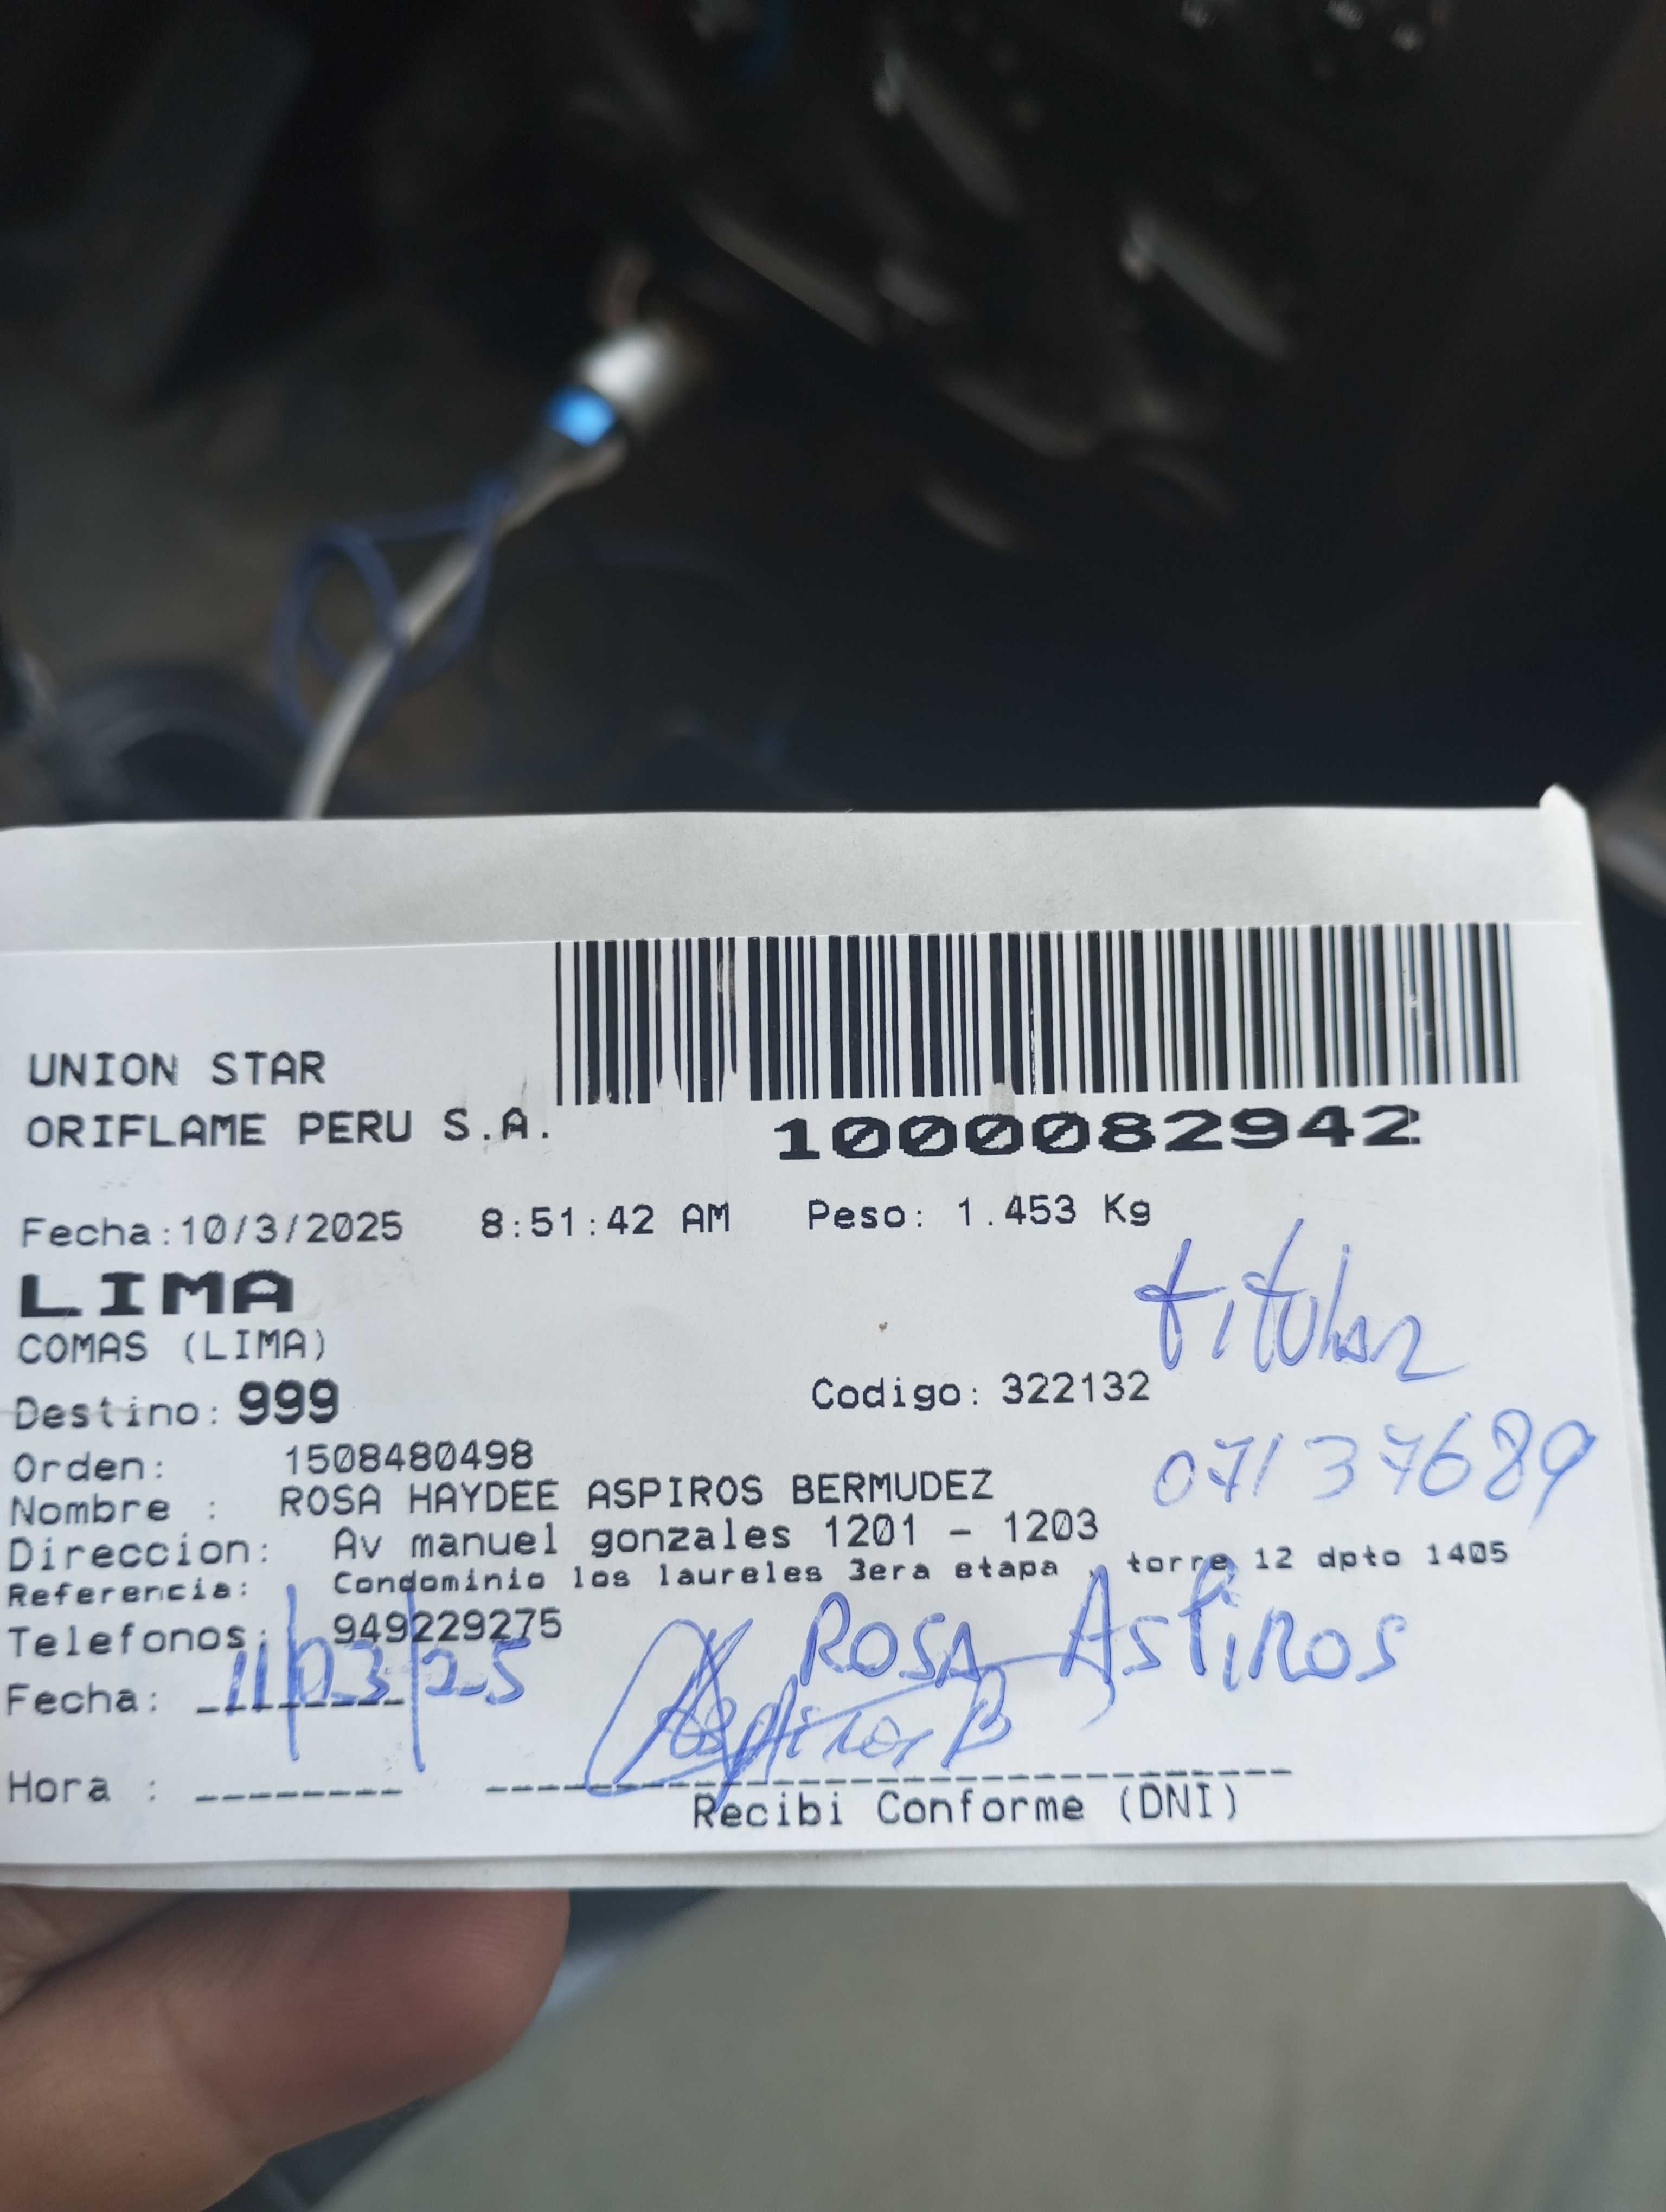 UNION STAR
ORIFLAME PERU S.A.
1000082942
Fecha:10/3/2025 8:51:42 AM Peso: 1.453 Kg
LIMA
COMAS (LIMA)
titular
Destino: 999 Codigo: 322132
Orden: 1508480498
07137689
Nombre : ROSA HAYDEE ASPIROS BERMUDEZ
Direccion: Av manuel gonzales 1201 - 1203
Referencia: Condominio los laureles 3era etapa , torre 12 dpto 1405
Telefonos: 949229275
ROSA ASPIROS
Fecha: 11/03/25
Aspiros B
Hora :
Recibi Conforme (DNI)